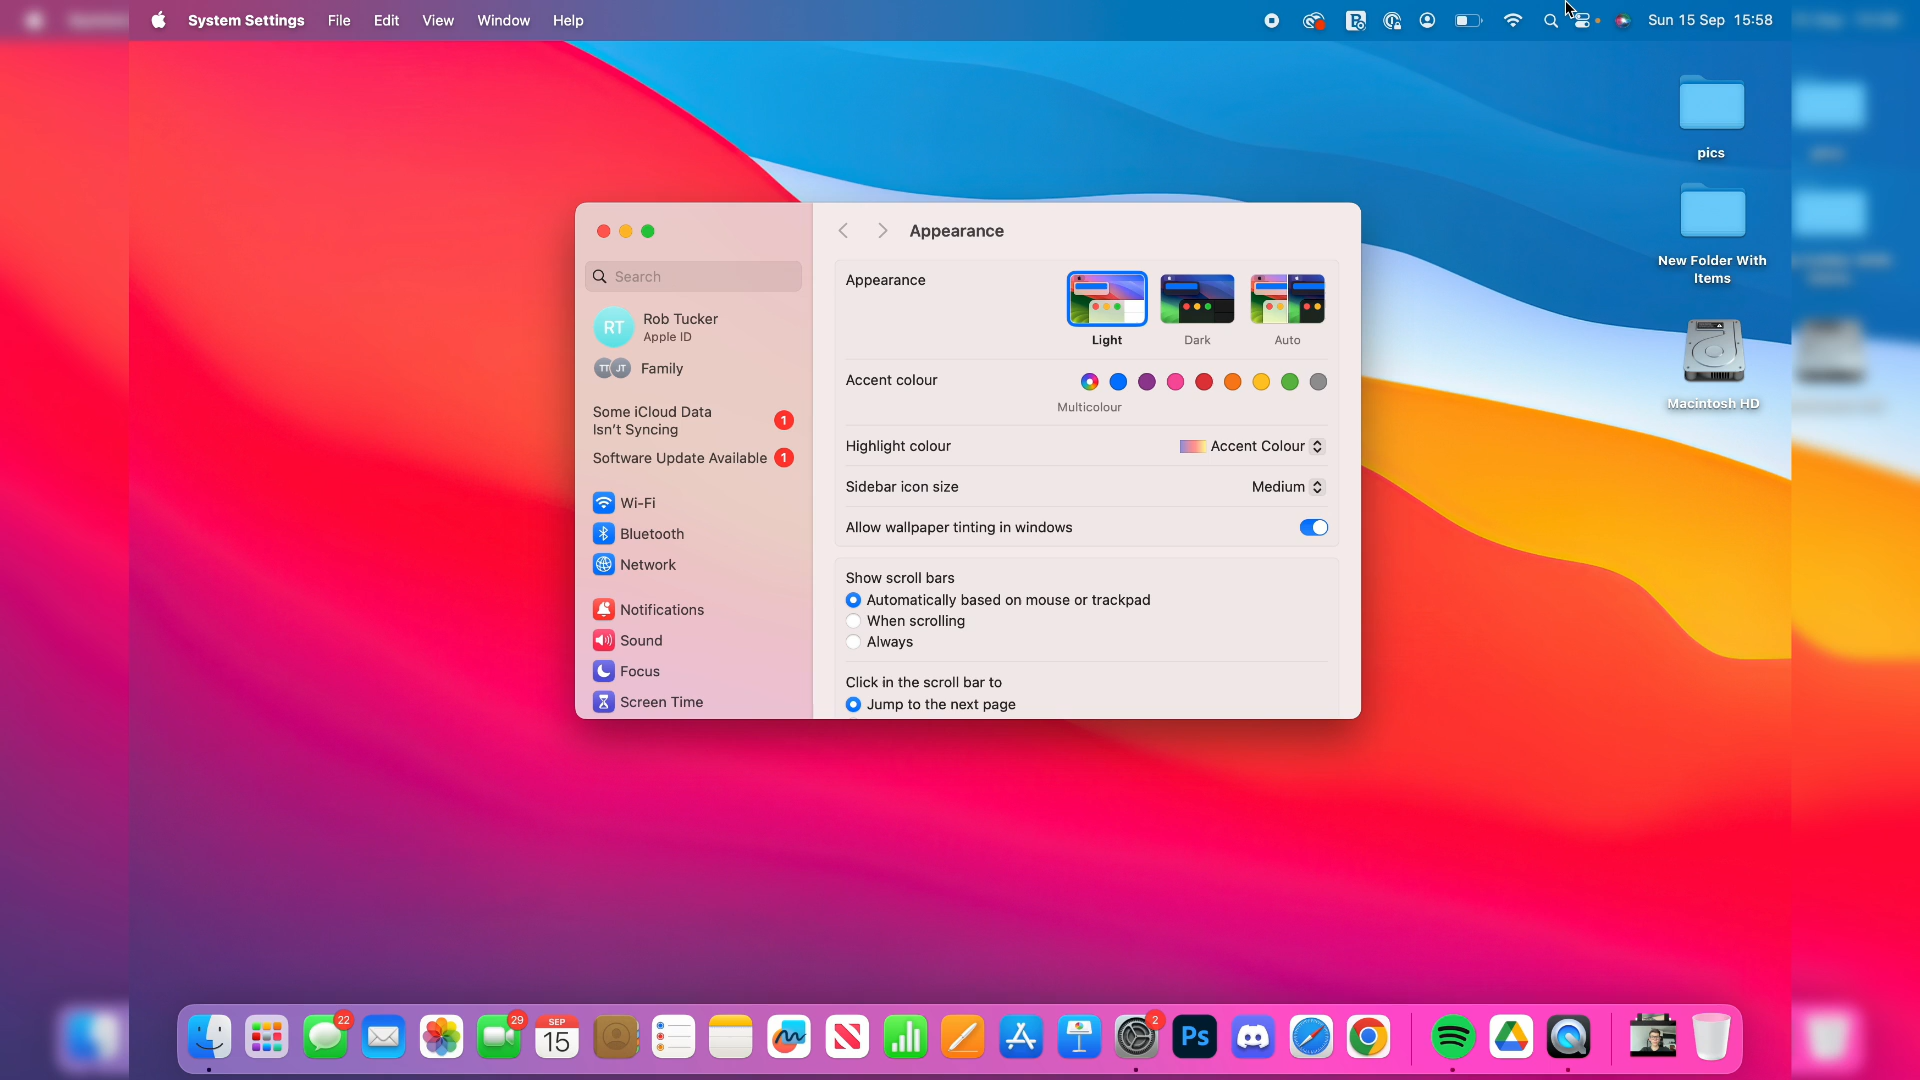 System Settings File Edit View Window Help
Sun 15 Sep 15:58
pics
New Folder With
Items
Macintosh HD
Search
RT
Rob Tucker
Apple ID
TT JT Family
Some iCloud Data
Isn't Syncing
1
Software Update Available 1
Wi-Fi
Bluetooth
Network
Notifications
Sound
Focus
Screen Time
Appearance
Appearance
Light Dark Auto
Accent colour
Multicolour
Highlight colour Accent Colour
Sidebar icon size Medium
Allow wallpaper tinting in windows
Show scroll bars
Automatically based on mouse or trackpad
When scrolling
Always
Click in the scroll bar to
Jump to the next page
22 29 2
SEP
15
Ps